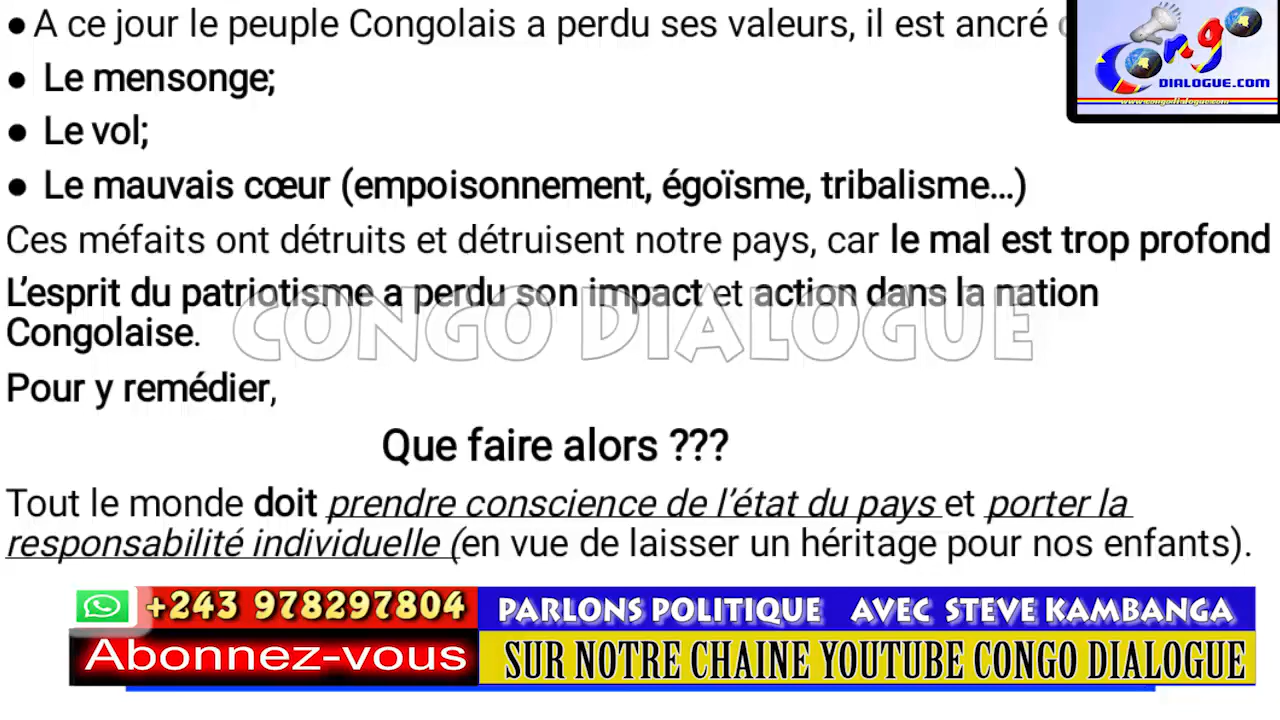 ● A ce jour le peuple Congolais a perdu ses valeurs, il est ancré
● Le mensonge;
● Le vol;
● Le mauvais cœur (empoisonnement, égoïsme, tribalisme...)
Ces méfaits ont détruits et détruisent notre pays, car le mal est trop profond
L'esprit du patriotisme a perdu son impact et action dans la nation
Congolaise.
Pour y remédier,
Que faire alors ???
Tout le monde doit prendre conscience de l'état du pays et porter la
responsabilité individuelle (en vue de laisser un héritage pour nos enfants).
CONGO DIALOGUE
Congo
DIALOGUE.COM
+243 978297804
PARLONS POLITIQUE AVEC STEVE KAMBANGA
Abonnez-vous
SUR NOTRE CHAINE YOUTUBE CONGO DIALOGUE